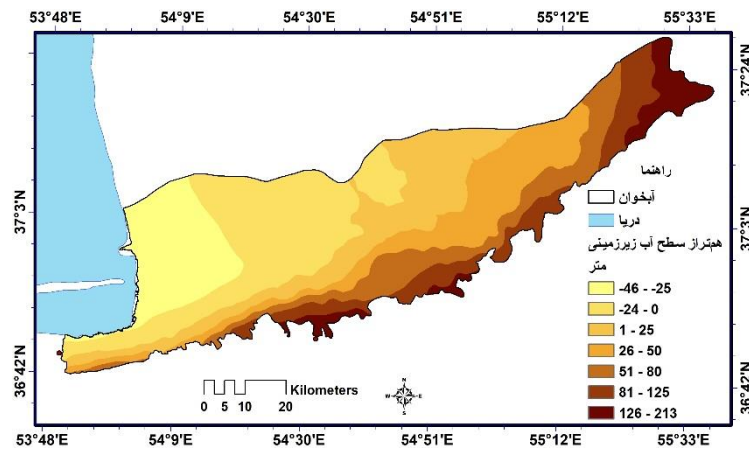 53°48'E 54°9'E 54°30'E 54°51'E 55°12'E 55°33'E
37°24'N
37°3'N
36°42'N
37°24'N
37°3'N
36°42'N
راهنما
آبخوان
دریا
هم‌تراز سطح آب زیرزمینی
متر
-46 - -25
-24 - 0
1 - 25
26 - 50
51 - 80
81 - 125
126 - 213
Kilometers
0 5 10 20
N
W E
S
53°48'E 54°9'E 54°30'E 54°51'E 55°12'E 55°33'E